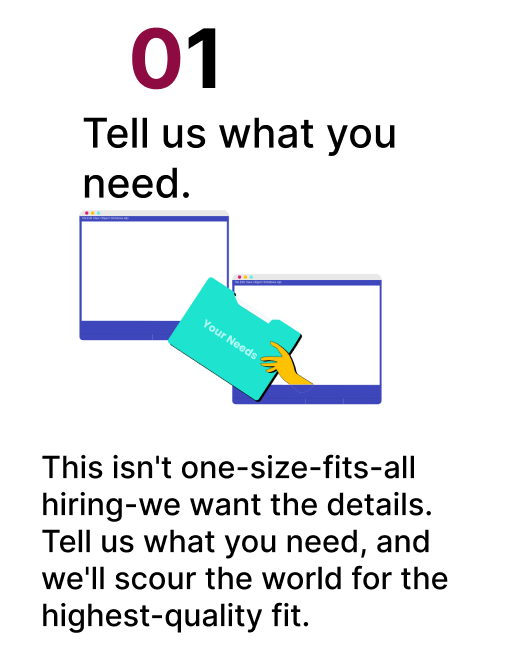 01
Tell us what you
need.
Your Needs
This isn't one-size-fits-all
hiring-we want the details.
Tell us what you need, and
we'll scour the world for the
highest-quality fit.